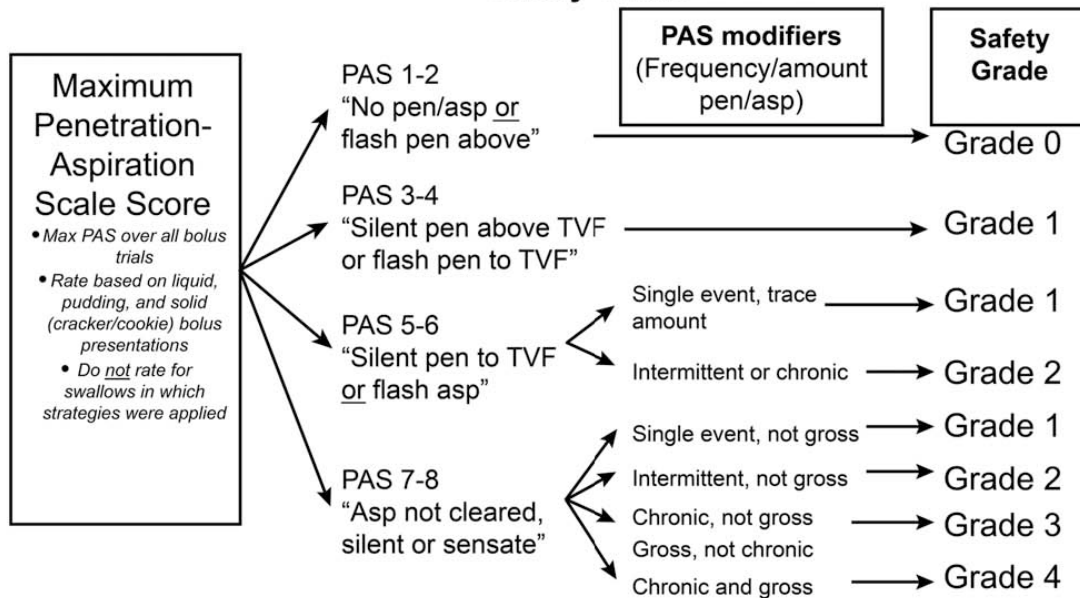 Maximum
Penetration-
Aspiration
Scale Score
• Max PAS over all bolus
trials
• Rate based on liquid,
pudding, and solid
(cracker/cookie) bolus
presentations
• Do not rate for
swallows in which
strategies were applied
PAS 1-2
“No pen/asp or
flash pen above”
PAS 3-4
“Silent pen above TVF
or flash pen to TVF”
PAS 5-6
“Silent pen to TVF
or flash asp”
PAS 7-8
“Asp not cleared,
silent or sensate”
PAS modifiers
(Frequency/amount
pen/asp)
Single event, trace
amount
Intermittent or chronic
Single event, not gross
Intermittent, not gross
Chronic, not gross
Gross, not chronic
Chronic and gross
Safety
Grade
Grade 0
Grade 1
Grade 1
Grade 2
Grade 1
Grade 2
Grade 3
Grade 4